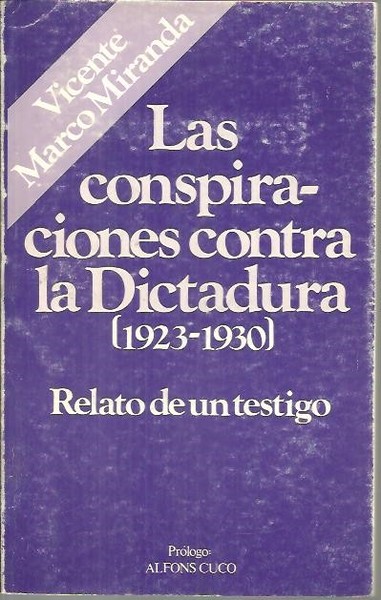 Vicente
Marco Miranda
Las
conspira-
ciones contra
la Dictadura
(1923-1930)
Relato de un testigo
Prólogo:
ALFONS CUCO